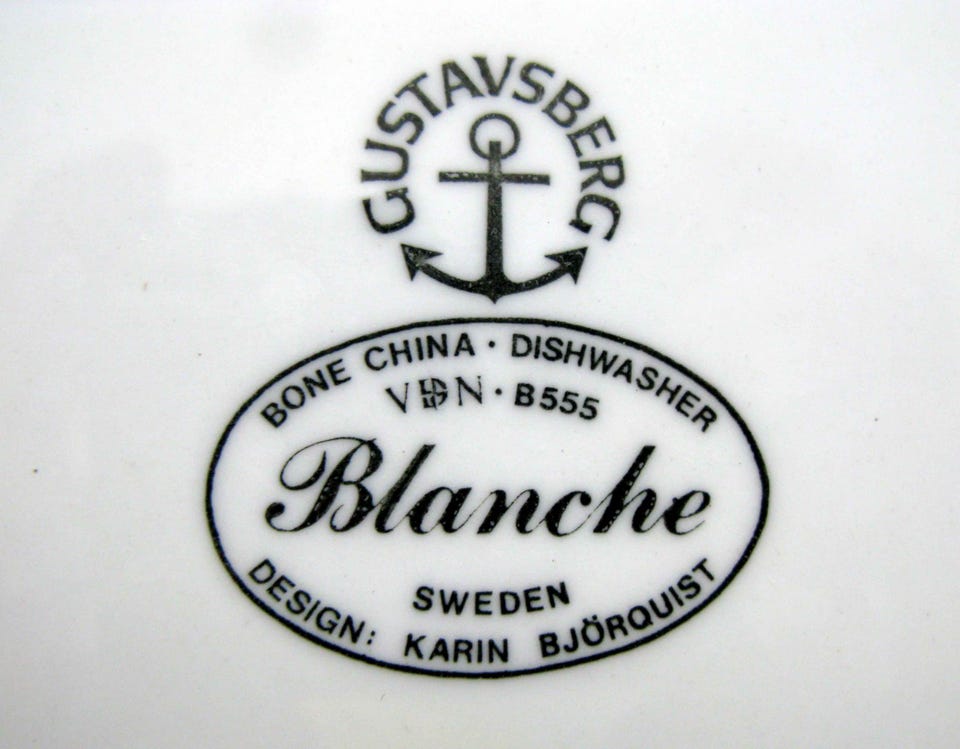 GUSTAVSBERG
BONE CHINA · DISHWASHER
VDN · B555
Blanche
SWEDEN
DESIGN: KARIN BJÖRQUIST